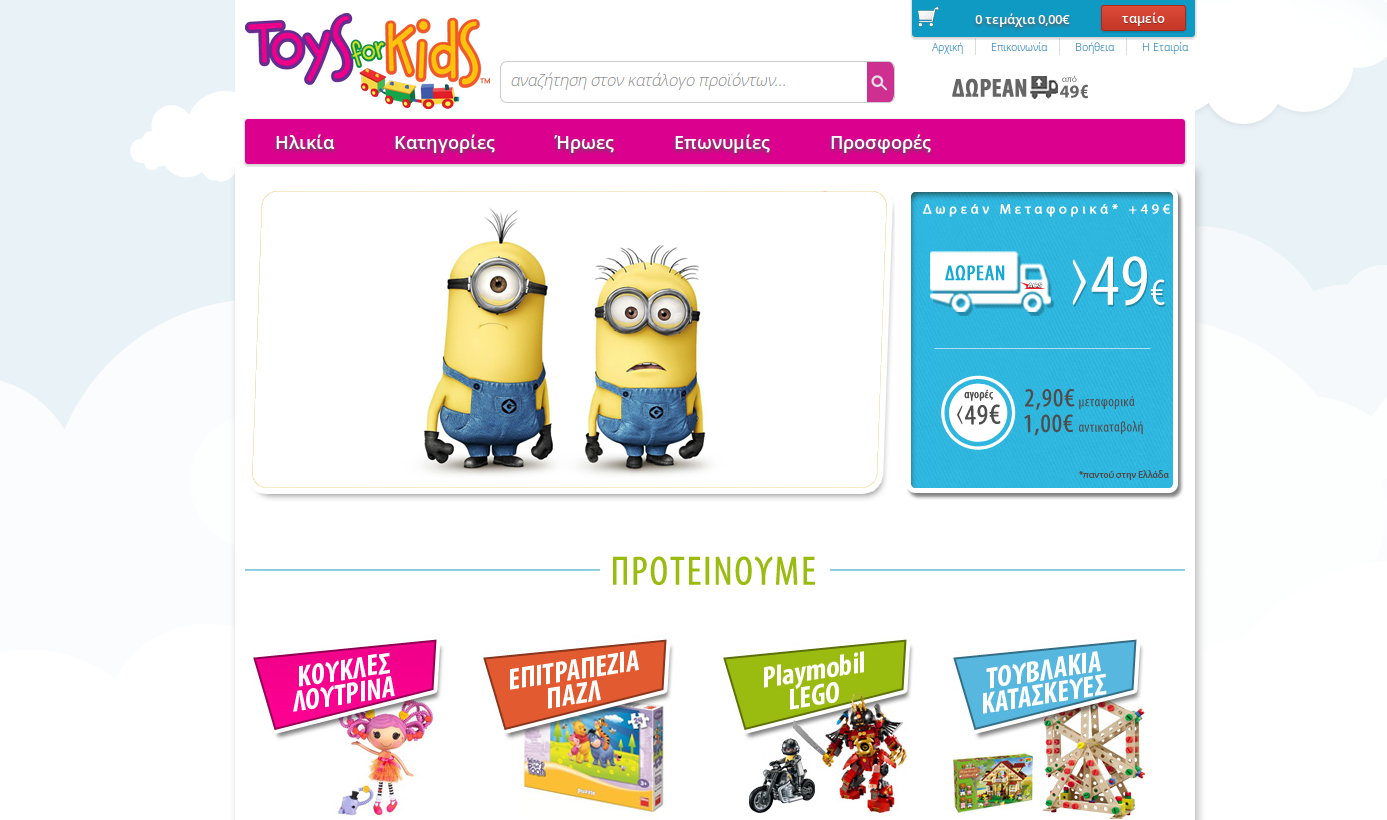 Toys for Kids™
0 τεμάχια 0,00€
ταμείο
Αρχική
Επικοινωνία
Βοήθεια
Η Εταιρία
αναζήτηση στον κατάλογο προϊόντων...
ΔΩΡΕΑΝ από 49€
Ηλικία
Κατηγορίες
Ήρωες
Επωνυμίες
Προσφορές
Δωρεάν Μεταφορικά* +49€
ΔΩΡΕΑΝ
>49€
αγορές
<49€
2,90€ μεταφορικά
1,00€ αντικαταβολή
*παντού στην Ελλάδα
ΠΡΟΤΕΙΝΟΥΜΕ
ΚΟΥΚΛΕΣ
ΛΟΥΤΡΙΝΑ
ΕΠΙΤΡΑΠΕΖΙΑ
ΠΑΖΛ
Playmobil
LEGO
ΤΟΥΒΛΑΚΙΑ
ΚΑΤΑΣΚΕΥΕΣ